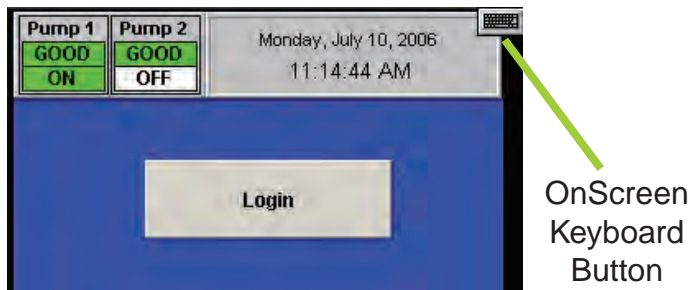 Pump 1 Pump 2
GOOD GOOD
ON OFF
Monday, July 10, 2006
11:14:44 AM
Login
OnScreen
Keyboard
Button